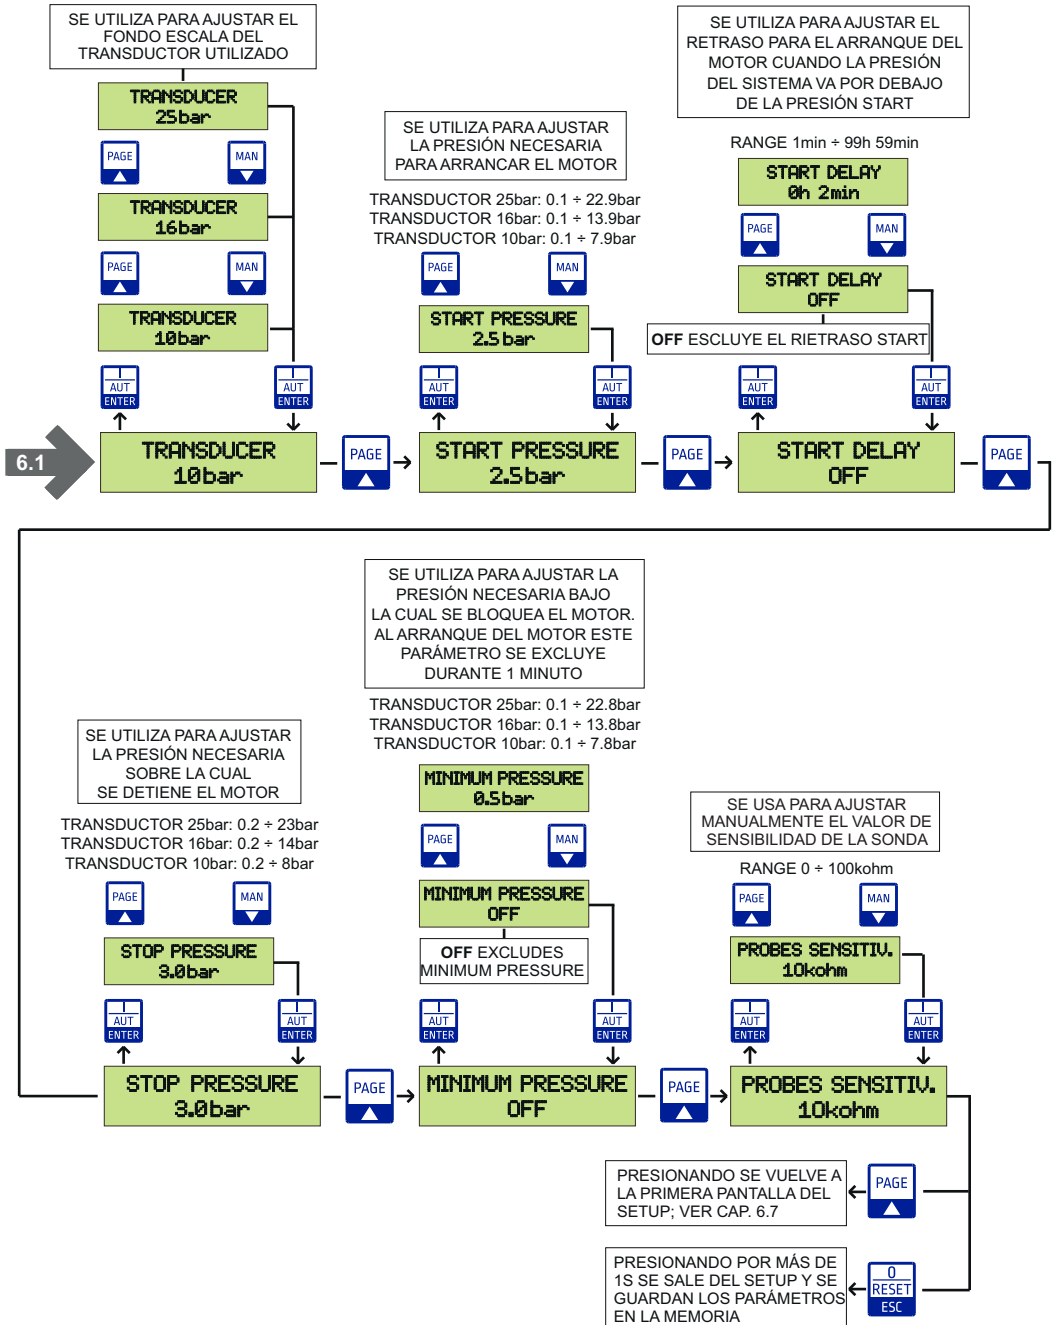 SE UTILIZA PARA AJUSTAR EL
FONDO ESCALA DEL
TRANSDUCTOR UTILIZADO
TRANSDUCER
25bar
PAGE
MAN
TRANSDUCER
16bar
PAGE
MAN
TRANSDUCER
10bar
AUT
ENTER
AUT
ENTER
SE UTILIZA PARA AJUSTAR
LA PRESIÓN NECESARIA
PARA ARRANCAR EL MOTOR
TRANSDUCTOR 25bar: 0.1 ÷ 22.9bar
TRANSDUCTOR 16bar: 0.1 ÷ 13.9bar
TRANSDUCTOR 10bar: 0.1 ÷ 7.9bar
PAGE
MAN
START PRESSURE
2.5bar
AUT
ENTER
AUT
ENTER
SE UTILIZA PARA AJUSTAR EL
RETRASO PARA EL ARRANQUE DEL
MOTOR CUANDO LA PRESIÓN
DEL SISTEMA VA POR DEBAJO
DE LA PRESIÓN START
RANGE 1min ÷ 99h 59min
START DELAY
0h 2min
PAGE
MAN
START DELAY
OFF
OFF ESCLUYE EL RIETRASO START
AUT
ENTER
AUT
ENTER
6.1
TRANSDUCER
10bar
PAGE
START PRESSURE
2.5bar
PAGE
START DELAY
OFF
PAGE
SE UTILIZA PARA AJUSTAR
LA PRESIÓN NECESARIA
SOBRE LA CUAL
SE DETIENE EL MOTOR
TRANSDUCTOR 25bar: 0.2 ÷ 23bar
TRANSDUCTOR 16bar: 0.2 ÷ 14bar
TRANSDUCTOR 10bar: 0.2 ÷ 8bar
PAGE
MAN
STOP PRESSURE
3.0bar
AUT
ENTER
AUT
ENTER
SE UTILIZA PARA AJUSTAR LA
PRESIÓN NECESARIA BAJO
LA CUAL SE BLOQUEA EL MOTOR.
AL ARRANQUE DEL MOTOR ESTE
PARÁMETRO SE EXCLUYE
DURANTE 1 MINUTO
TRANSDUCTOR 25bar: 0.1 ÷ 22.8bar
TRANSDUCTOR 16bar: 0.1 ÷ 13.8bar
TRANSDUCTOR 10bar: 0.1 ÷ 7.8bar
MINIMUM PRESSURE
0.5bar
PAGE
MAN
MINIMUM PRESSURE
OFF
OFF EXCLUDES
MINIMUM PRESSURE
AUT
ENTER
AUT
ENTER
SE USA PARA AJUSTAR
MANUALMENTE EL VALOR DE
SENSIBILIDAD DE LA SONDA
RANGE 0 ÷ 100kohm
PAGE
MAN
PROBES SENSITIV.
10kohm
AUT
ENTER
AUT
ENTER
STOP PRESSURE
3.0bar
PAGE
MINIMUM PRESSURE
OFF
PAGE
PROBES SENSITIV.
10kohm
PRESIONANDO SE VUELVE A
LA PRIMERA PANTALLA DEL
SETUP; VER CAP. 6.7
PAGE
PRESIONANDO POR MÁS DE
1S SE SALE DEL SETUP Y SE
GUARDAN LOS PARÁMETROS
EN LA MEMORIA
0
RESET
ESC